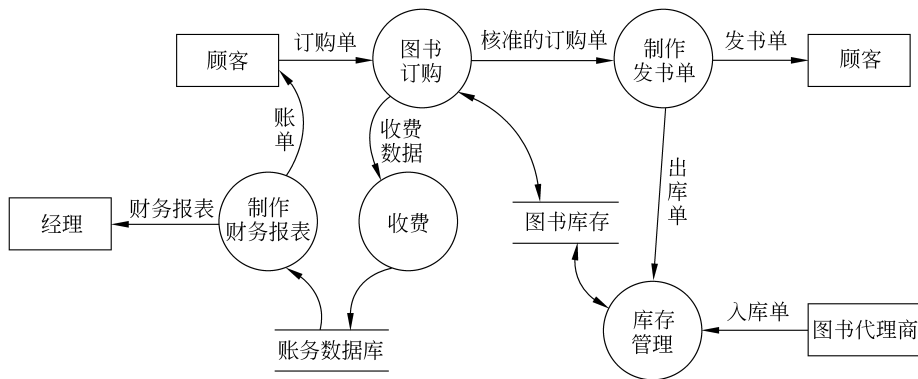 顾客
订购单
图书
订购
核准的订购单
制作
发书单
发书单
顾客
账
单
收费
数据
出
库
单
经理
财务报表
制作
财务报表
收费
图书库存
账务数据库
库存
管理
入库单
图书代理商